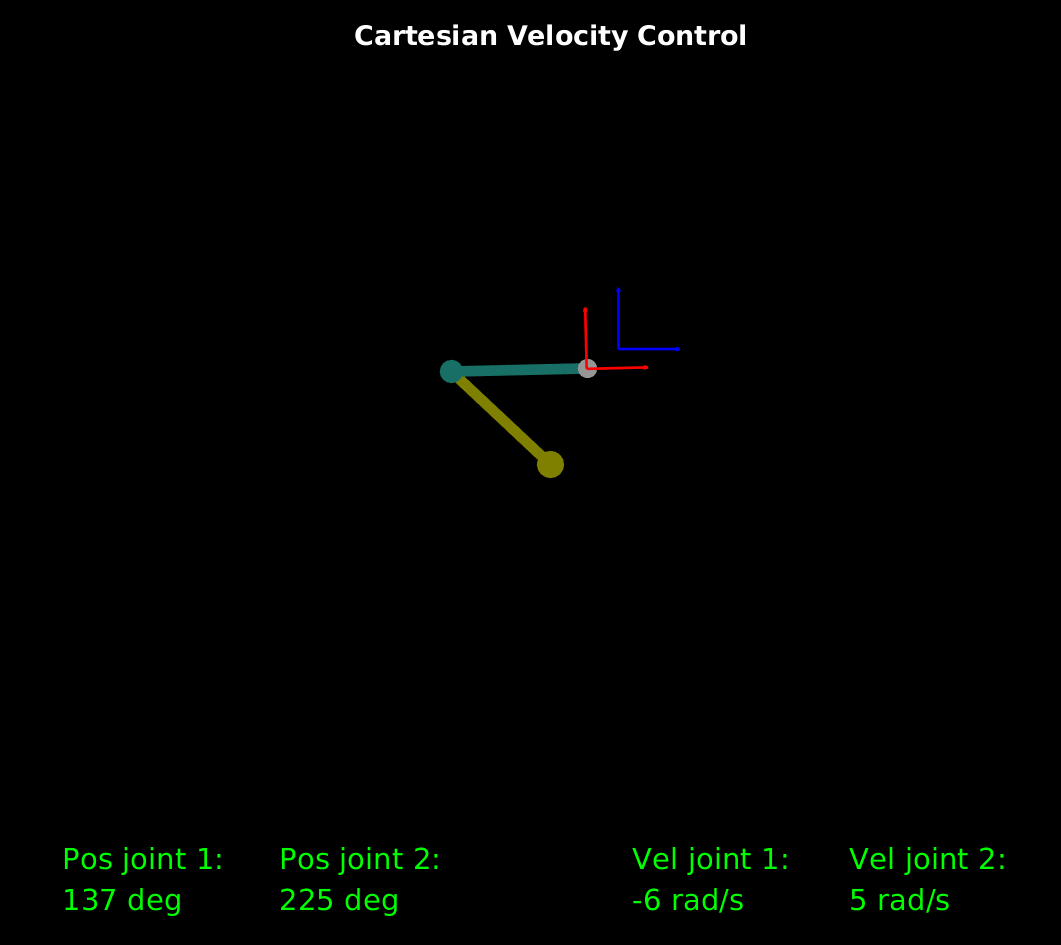 Cartesian Velocity Control
Pos joint 1: Pos joint 2: Vel joint 1: Vel joint 2:
137 deg 225 deg -6 rad/s 5 rad/s